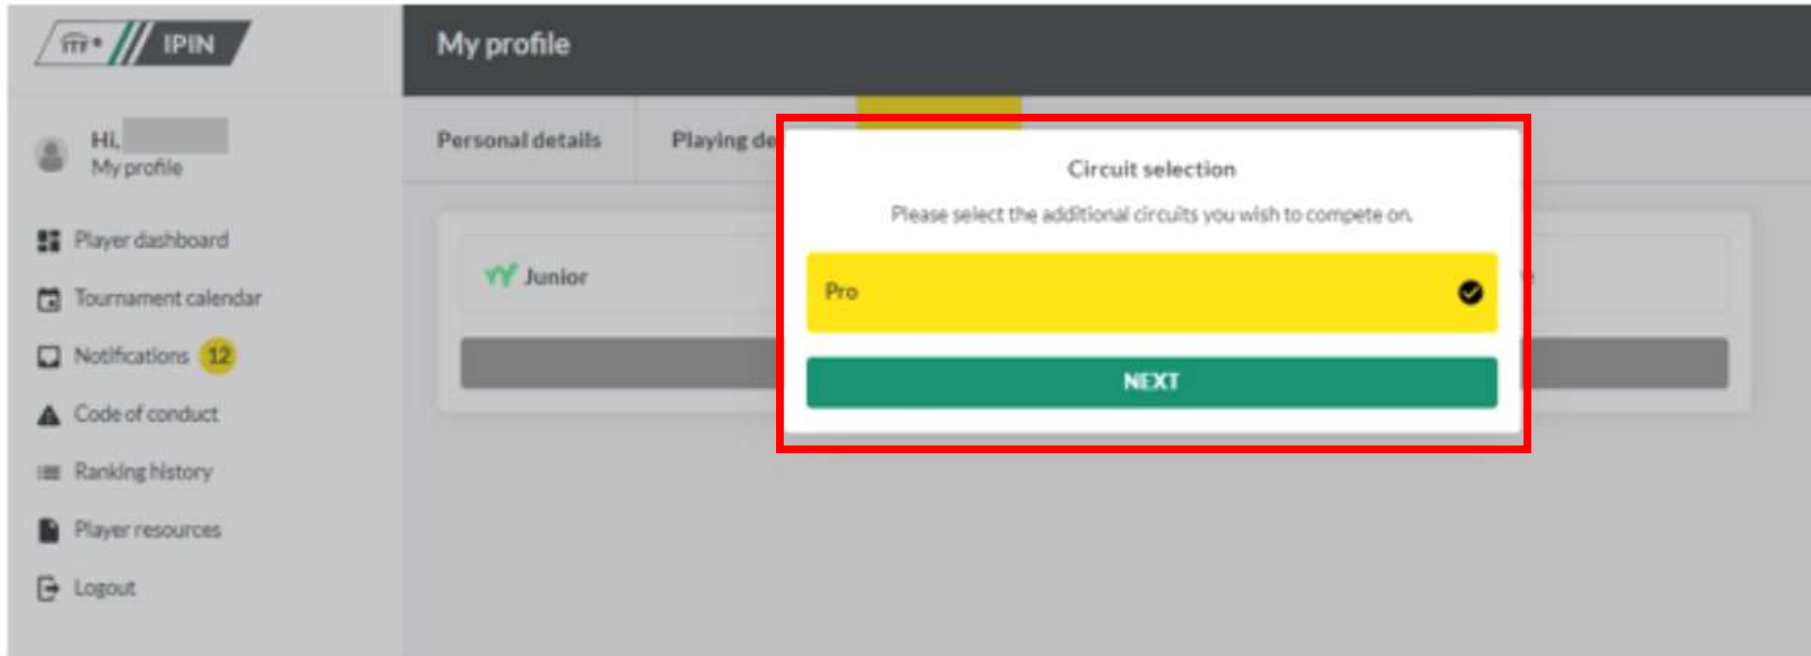 ITF IPIN
My profile
Hi,
My profile
Player dashboard
Tournament calendar
Notifications 12
Code of conduct
Ranking history
Player resources
Logout
Personal details
Playing de
Junior
Circuit selection
Please select the additional circuits you wish to compete on.
Pro
NEXT